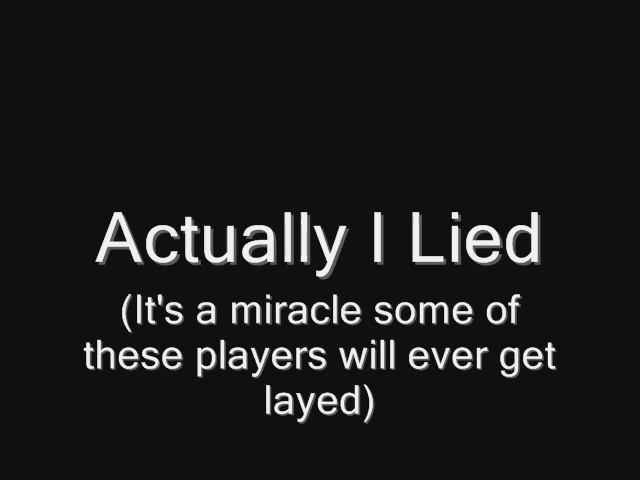 Actually I Lied
(It's a miracle some of
these players will ever get
layed)